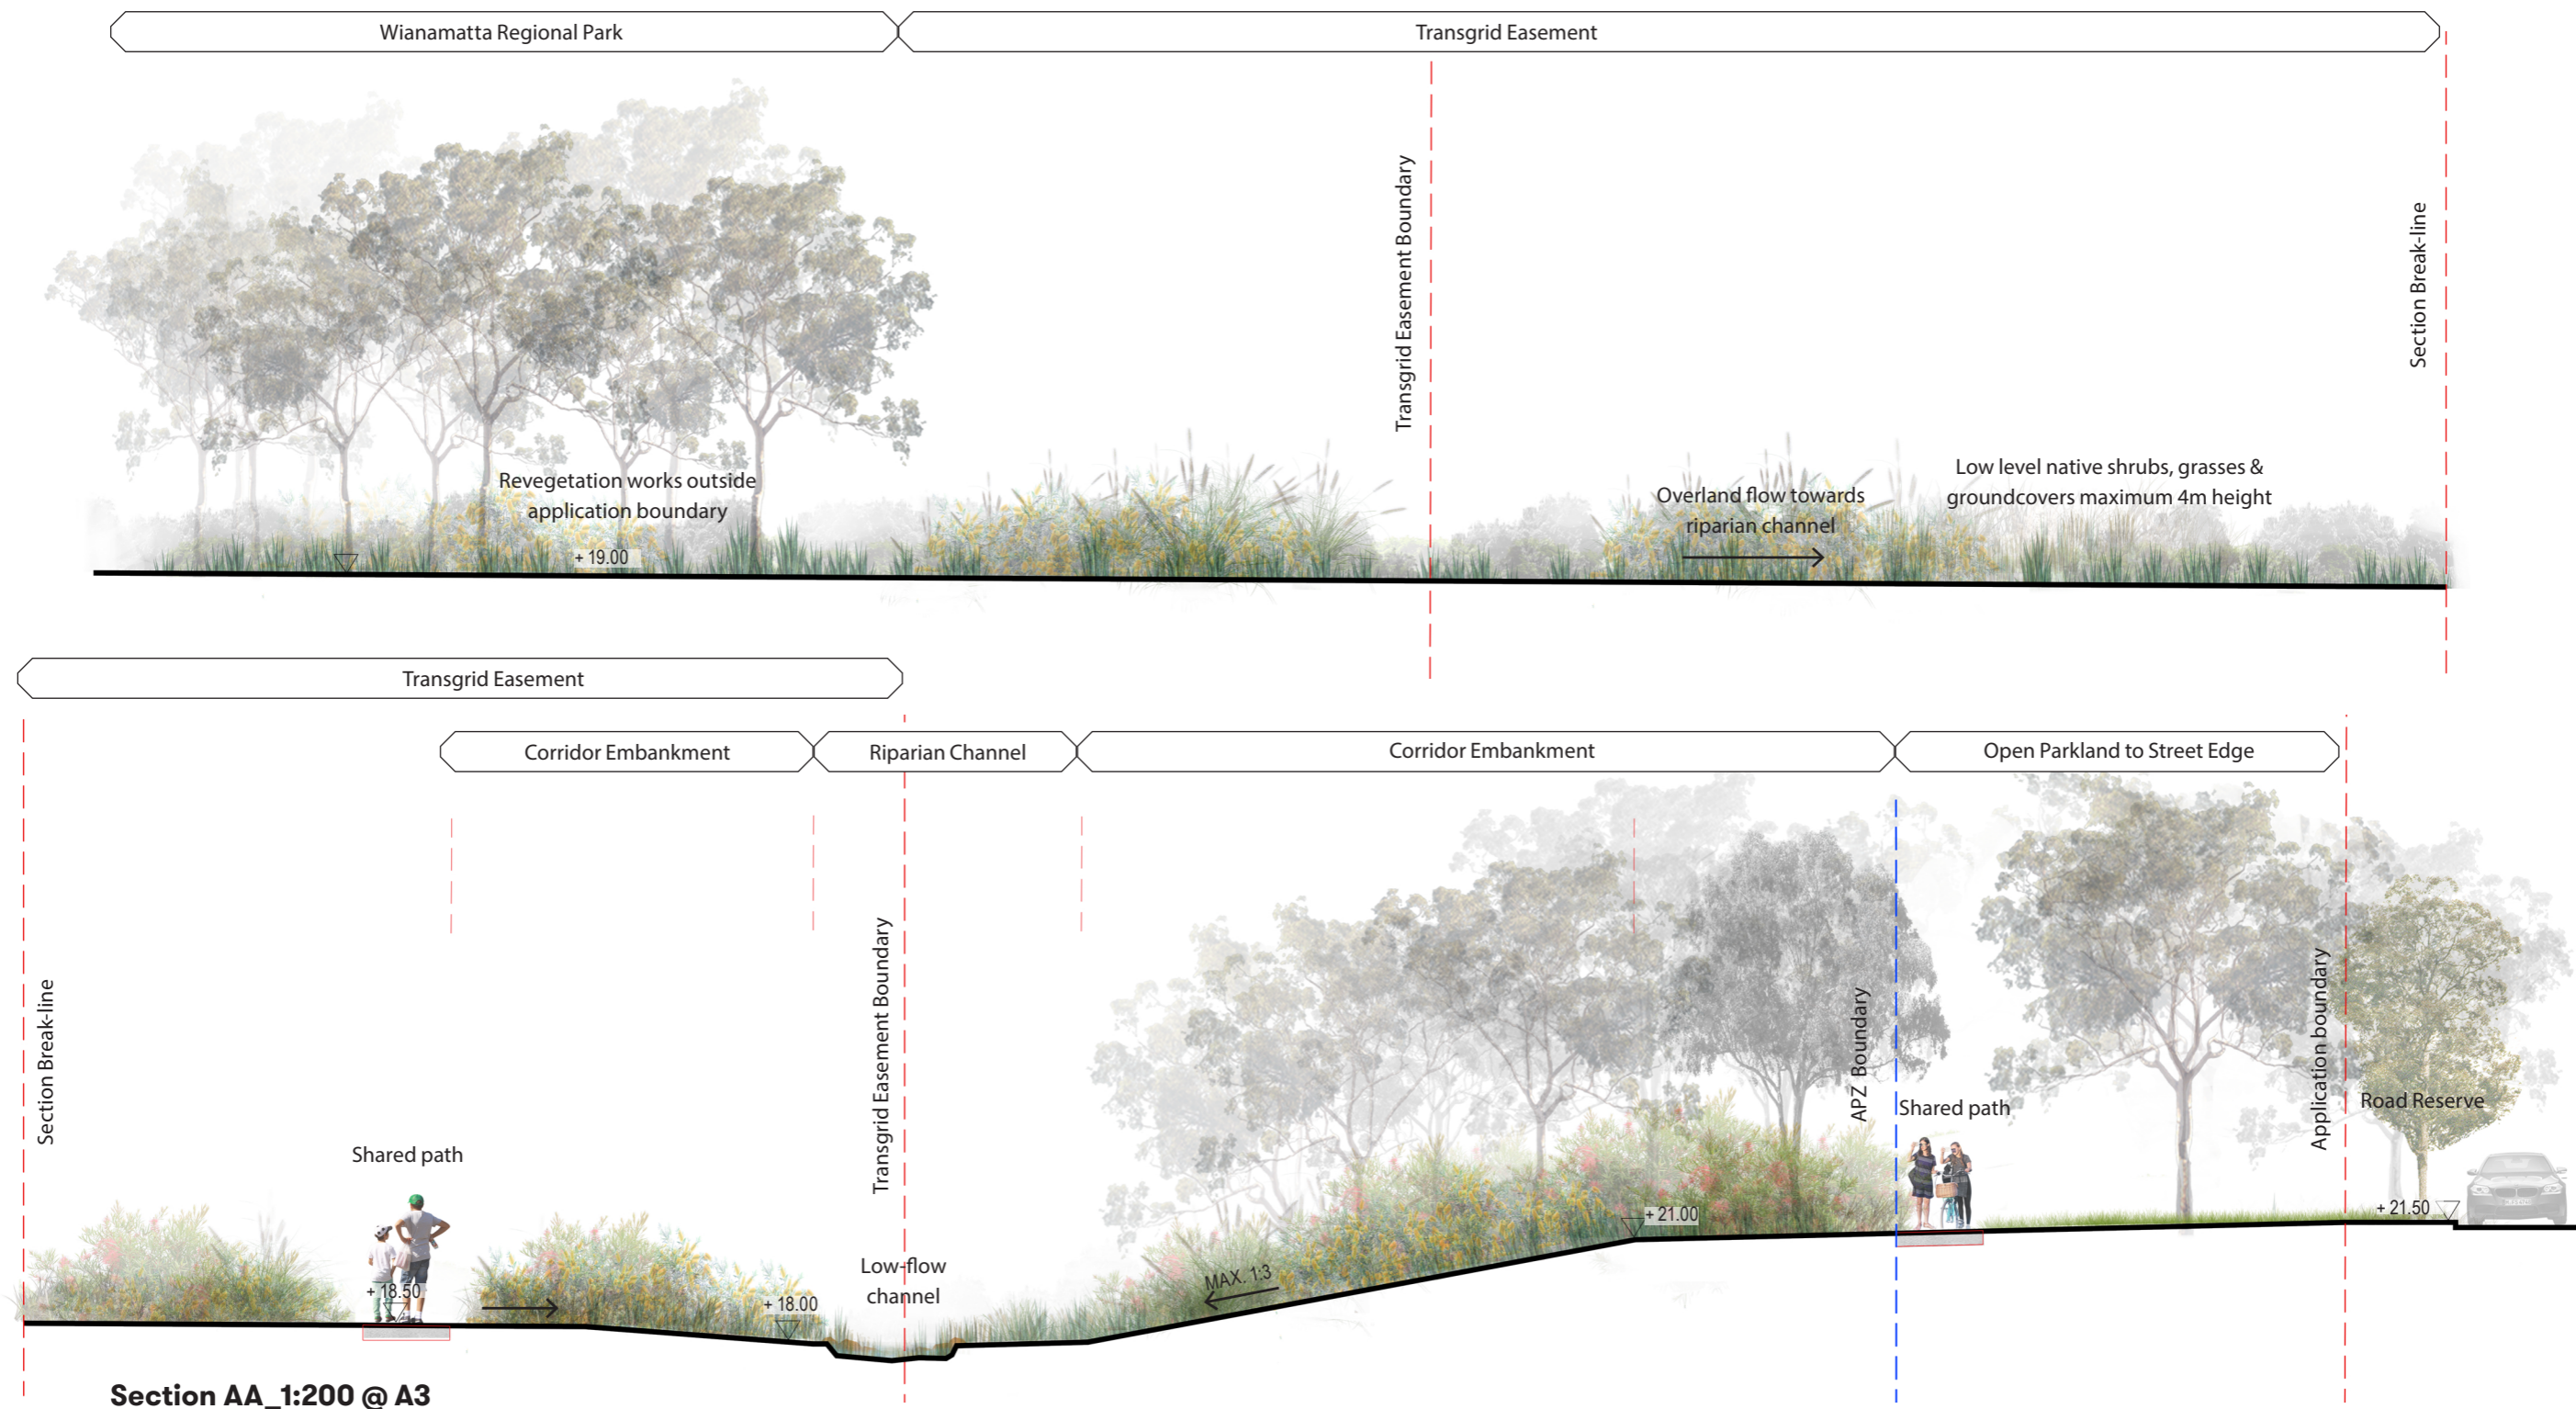 Wianamatta Regional Park
Transgrid Easement
Transgrid Easement Boundary
Section Break-line
Revegetation works outside
application boundary
+ 19.00
Overland flow towards
riparian channel
Low level native shrubs, grasses &
groundcovers maximum 4m height
Transgrid Easement
Corridor Embankment
Riparian Channel
Corridor Embankment
Open Parkland to Street Edge
Section Break-line
Shared path
+ 18.50
+ 18.00
Transgrid Easement Boundary
Low-flow
channel
MAX. 1:3
+ 21.00
APZ Boundary
Shared path
Application boundary
Road Reserve
+ 21.50
Section AA_1:200 @ A3